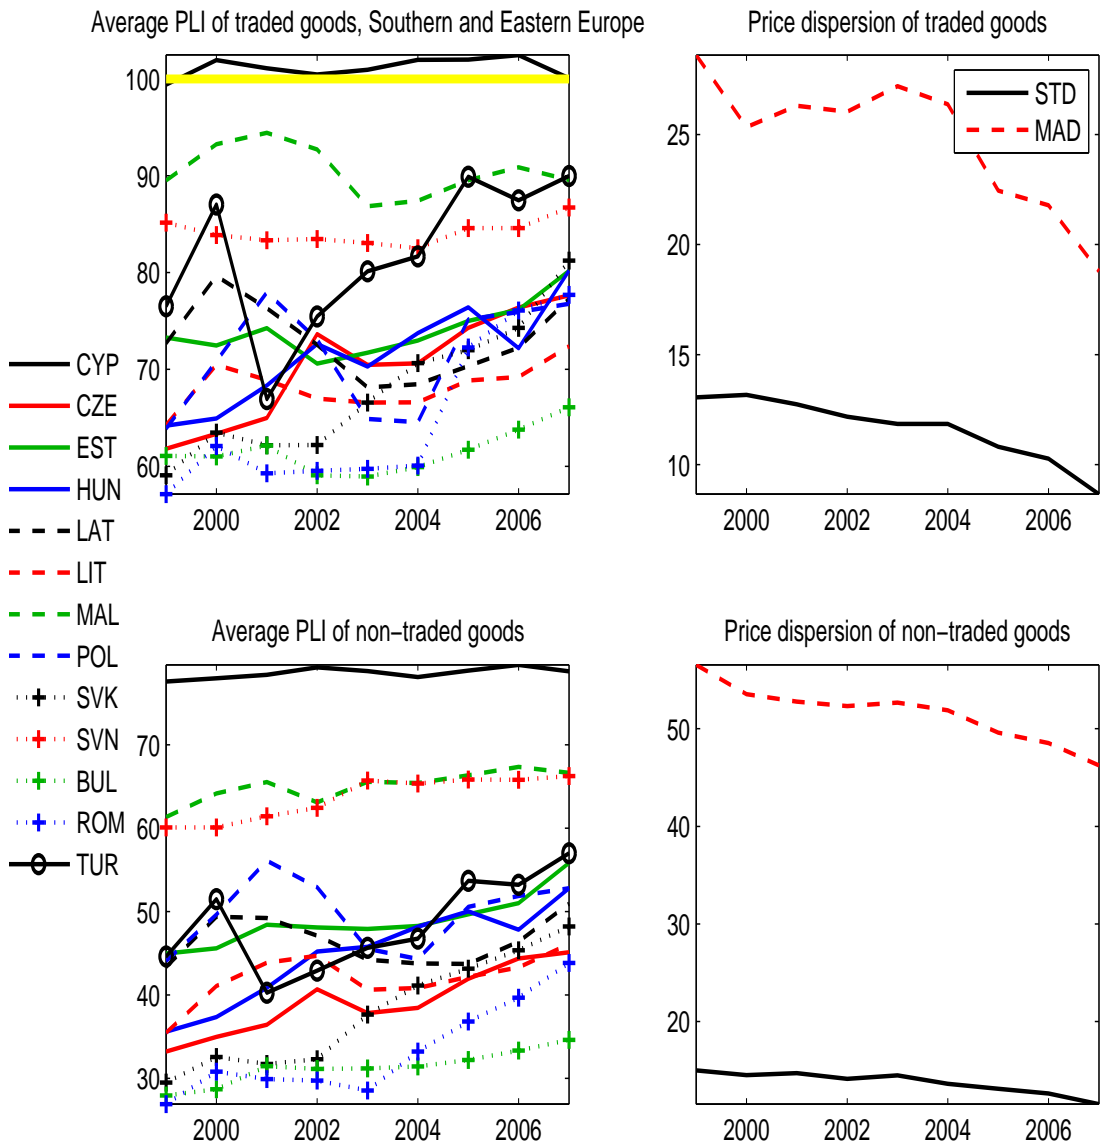 Average PLI of traded goods, Southern and Eastern Europe
100
90
80
70
60
2000 2002 2004 2006
Price dispersion of traded goods
STD
MAD
25
20
15
10
2000 2002 2004 2006
CYP
CZE
EST
HUN
LAT
LIT
MAL
POL
SVK
SVN
BUL
ROM
TUR
Average PLI of non−traded goods
70
60
50
40
30
2000 2002 2004 2006
Price dispersion of non−traded goods
50
40
30
20
2000 2002 2004 2006